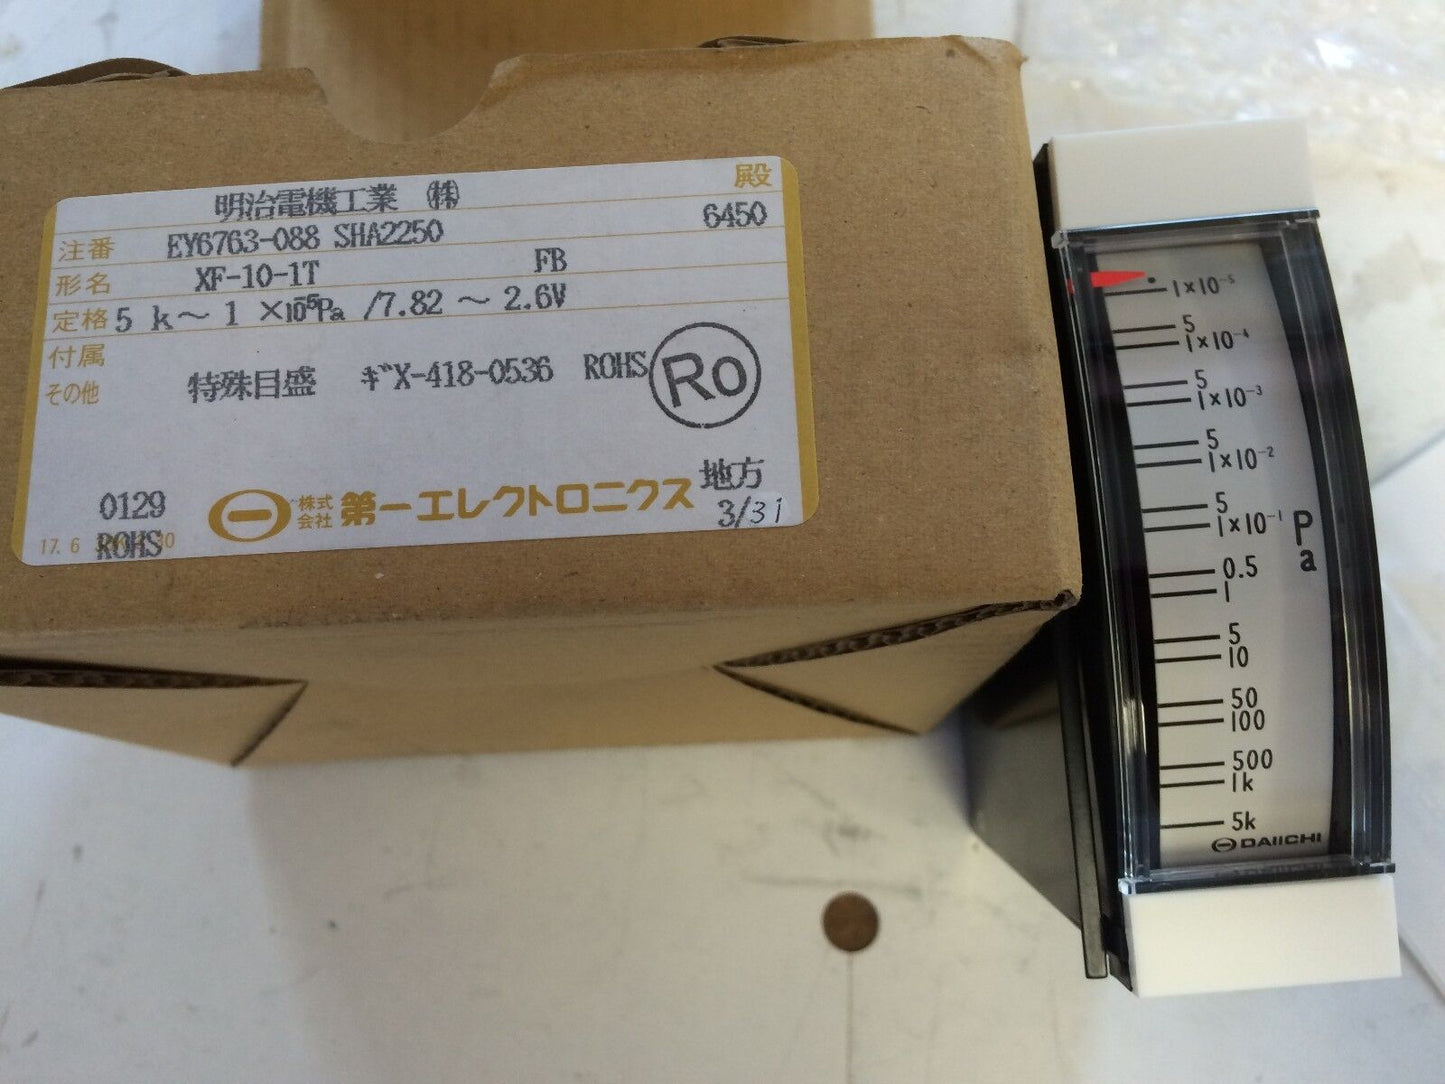 明治電機工業 ㈱ 殿
注番 EY6763-088 SHA2250 6450
形名 XF-10-1T FB
定格 5 k～ 1 ×10⁻⁵Pa /7.82 ～ 2.6V
付属
その他 特殊目盛 ｷﾞX-418-0536 ROHS Ro
0129 株式会社 第一エレクトロニクス 地方
ROHS 3/31
17. 6 30
1×10⁻⁵
5
1×10⁻⁴
5
1×10⁻³
5
1×10⁻²
5
1×10⁻¹
Pa
0.5
1
5
10
50
100
500
1k
5k
DAIICHI